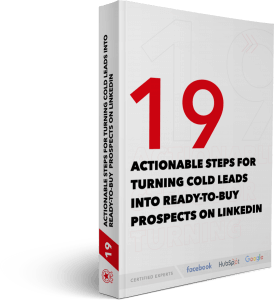 19
ACTIONABLE STEPS FOR
TURNING COLD LEADS
INTO READY-TO-BUY
PROSPECTS ON LINKEDIN
CERTIFIED EXPERTS
facebook
HubSpot
Google
ACTIONABLE STEPS FOR TURNING COLD LEADS INTO
READY-TO-BUY PROSPECTS ON LINKEDIN
19